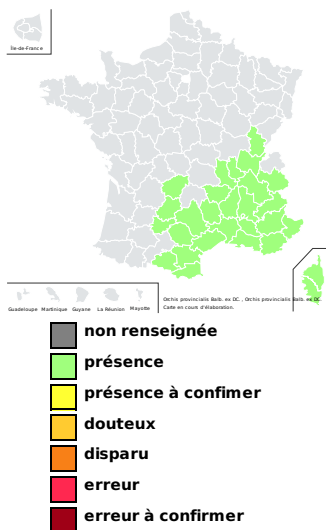 Île-de-France
Guadeloupe Martinique Guyane La Réunion Mayotte
Orchis provincialis Balb. ex DC. , Orchis provincialis Balb. ex DC.
Carte en cours d'élaboration.
non renseignée
présence
présence à confimer
douteux
disparu
erreur
erreur à confirmer